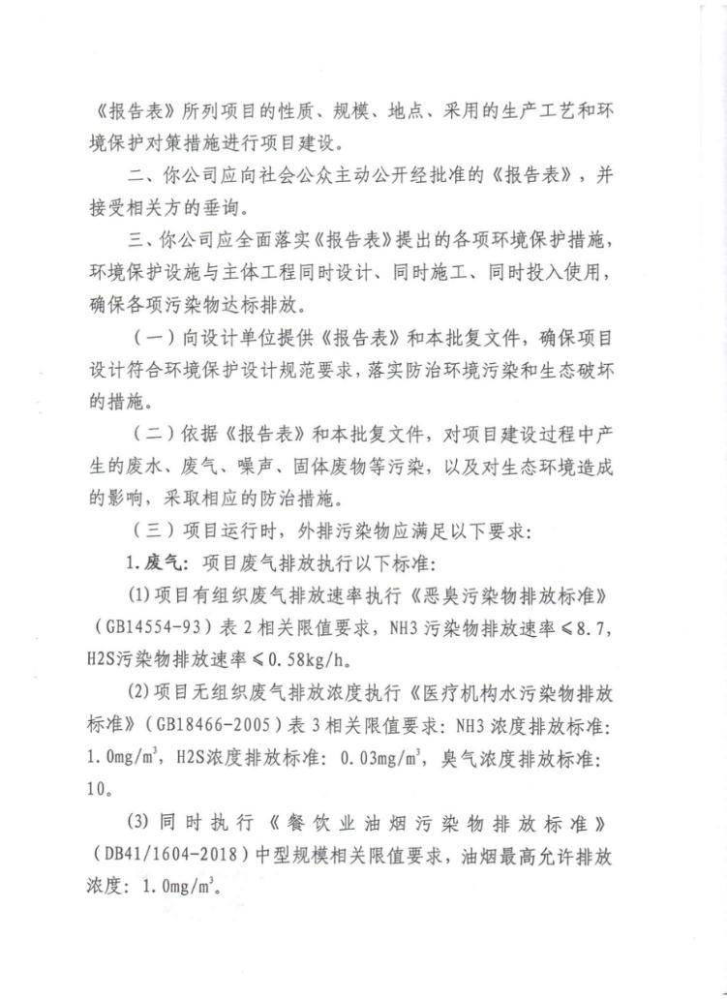 《报告表》所列项目的性质、规模、地点、采用的生产工艺和环
境保护对策措施进行项目建设。
二、你公司应向社会公众主动公开经批准的《报告表》，并
接受相关方的垂询。
三、你公司应全面落实《报告表》提出的各项环境保护措施，
环境保护设施与主体工程同时设计、同时施工、同时投入使用，
确保各项污染物达标排放。
（一）向设计单位提供《报告表》和本批复文件，确保项目
设计符合环境保护设计规范要求，落实防治环境污染和生态破坏
的措施。
（二）依据《报告表》和本批复文件，对项目建设过程中产
生的废水、废气、噪声、固体废物等污染，以及对生态环境造成
的影响，采取相应的防治措施。
（三）项目运行时，外排污染物应满足以下要求：
1.废气：项目废气排放执行以下标准：
(1)项目有组织废气排放速率执行《恶臭污染物排放标准》
（GB14554-93）表 2 相关限值要求，NH3 污染物排放速率≤8.7，
H2S污染物排放速率≤0.58kg/h。
(2)项目无组织废气排放浓度执行《医疗机构水污染物排放
标准》（GB18466-2005）表 3 相关限值要求：NH3 浓度排放标准：
1.0mg/m³，H2S浓度排放标准：0.03mg/m³，臭气浓度排放标准：
10。
(3) 同时执行《餐饮业油烟污染物排放标准》
（DB41/1604-2018）中型规模相关限值要求，油烟最高允许排放
浓度：1.0mg/m³。